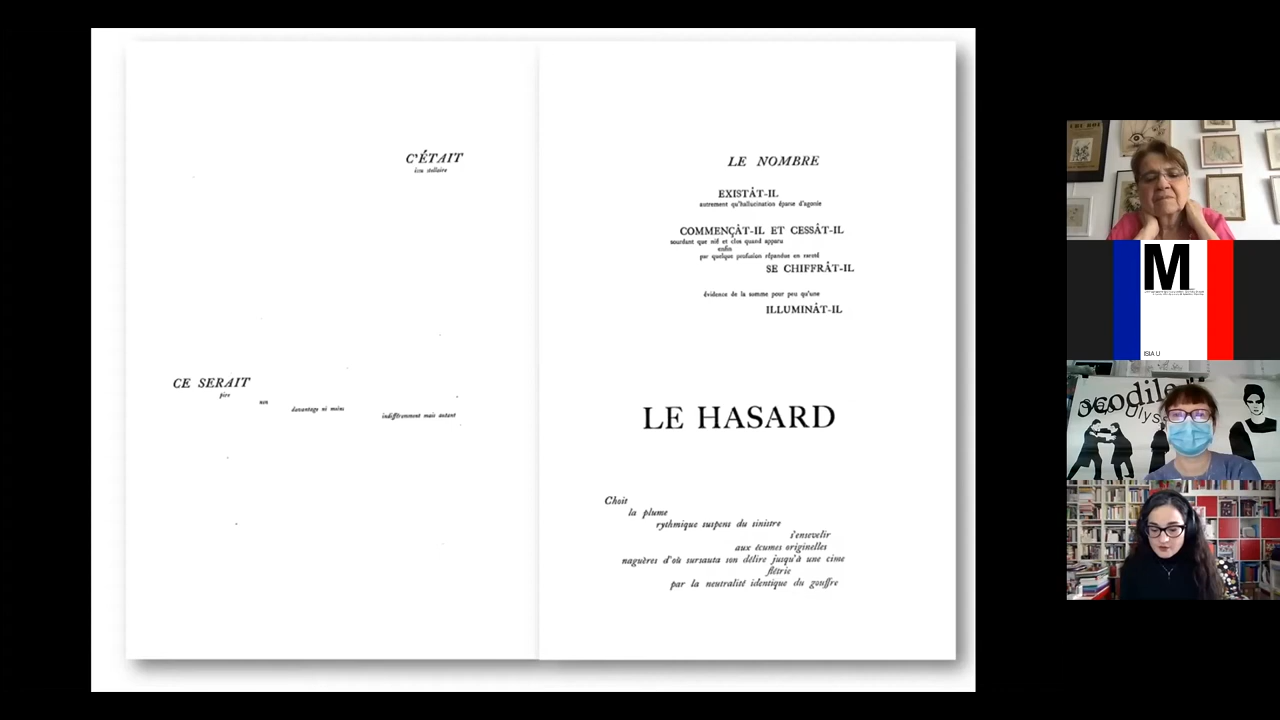 C'ÉTAIT
issu stellaire
CE SERAIT
pire
non
davantage ni moins
indifféremment mais autant
LE NOMBRE
EXISTÂT-IL
autrement qu'hallucination éparse d'agonie
COMMENÇÂT-IL ET CESSÂT-IL
sourdant que nié et clos quand apparu
enfin
par quelque profusion répandue en rareté
SE CHIFFRÂT-IL
évidence de la somme pour peu qu'une
ILLUMINÂT-IL
LE HASARD
Choit
la plume
rythmique suspens du sinistre
s'ensevelir
aux écumes originelles
naguères d'où sursauta son délire jusqu'à une cime
flétrie
par la neutralité identique du gouffre
M
ISIA U
ocodile
Ulyss